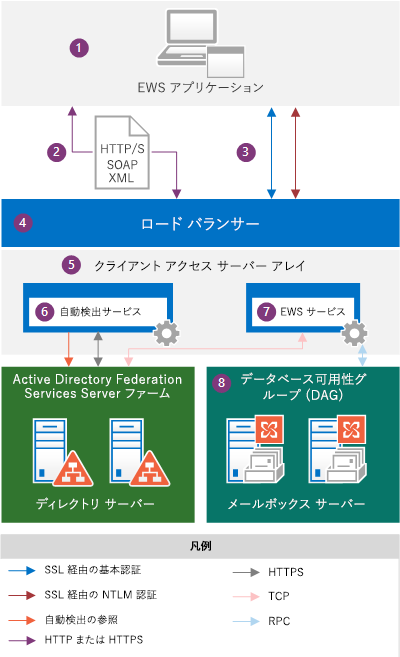 1
EWS アプリケーション
2
HTTP/S
SOAP
XML
3
4
ロード バランサー
5
クライアント アクセス サーバー アレイ
6
自動検出サービス
7
EWS サービス
Active Directory Federation
Services Server ファーム
ディレクトリ サーバー
8
データベース可用性グ
ループ (DAG)
メールボックス サーバー
凡例
SSL 経由の基本認証
SSL 経由の NTLM 認証
自動検出の参照
HTTP または HTTPS
HTTPS
TCP
RPC